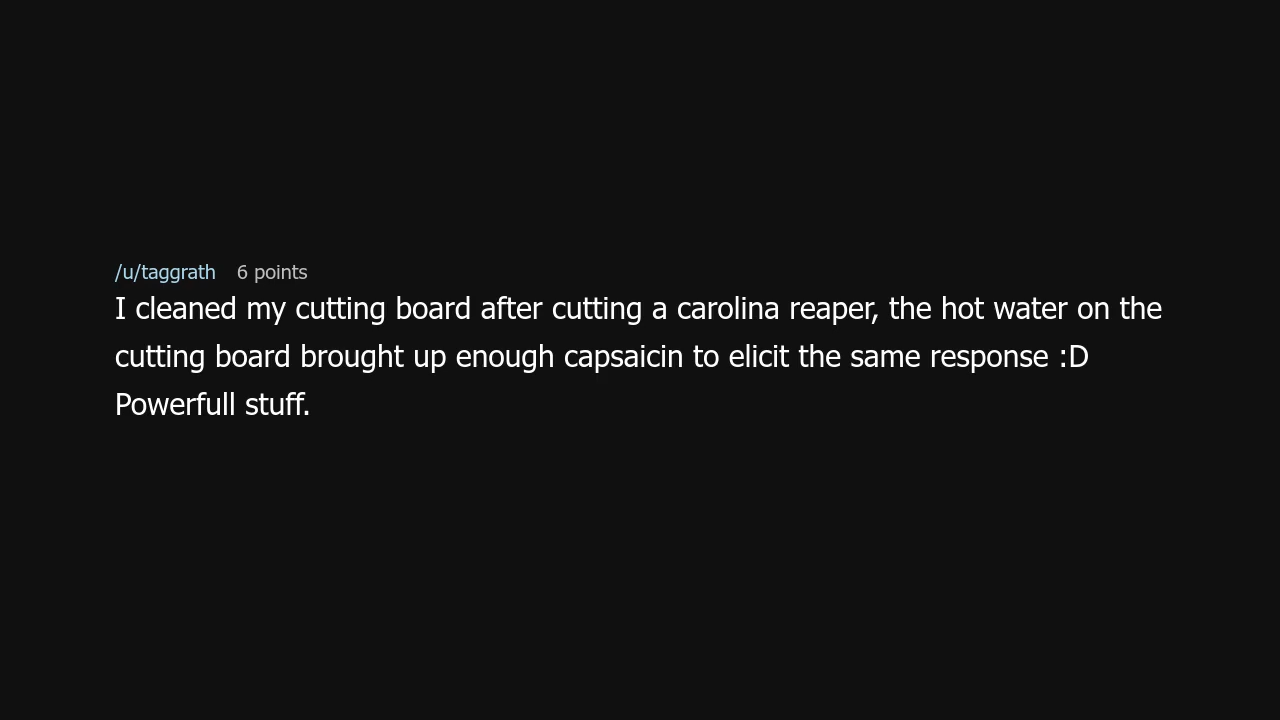 /u/taggrath 6 points
I cleaned my cutting board after cutting a carolina reaper, the hot water on the
cutting board brought up enough capsaicin to elicit the same response :D
Powerfull stuff.